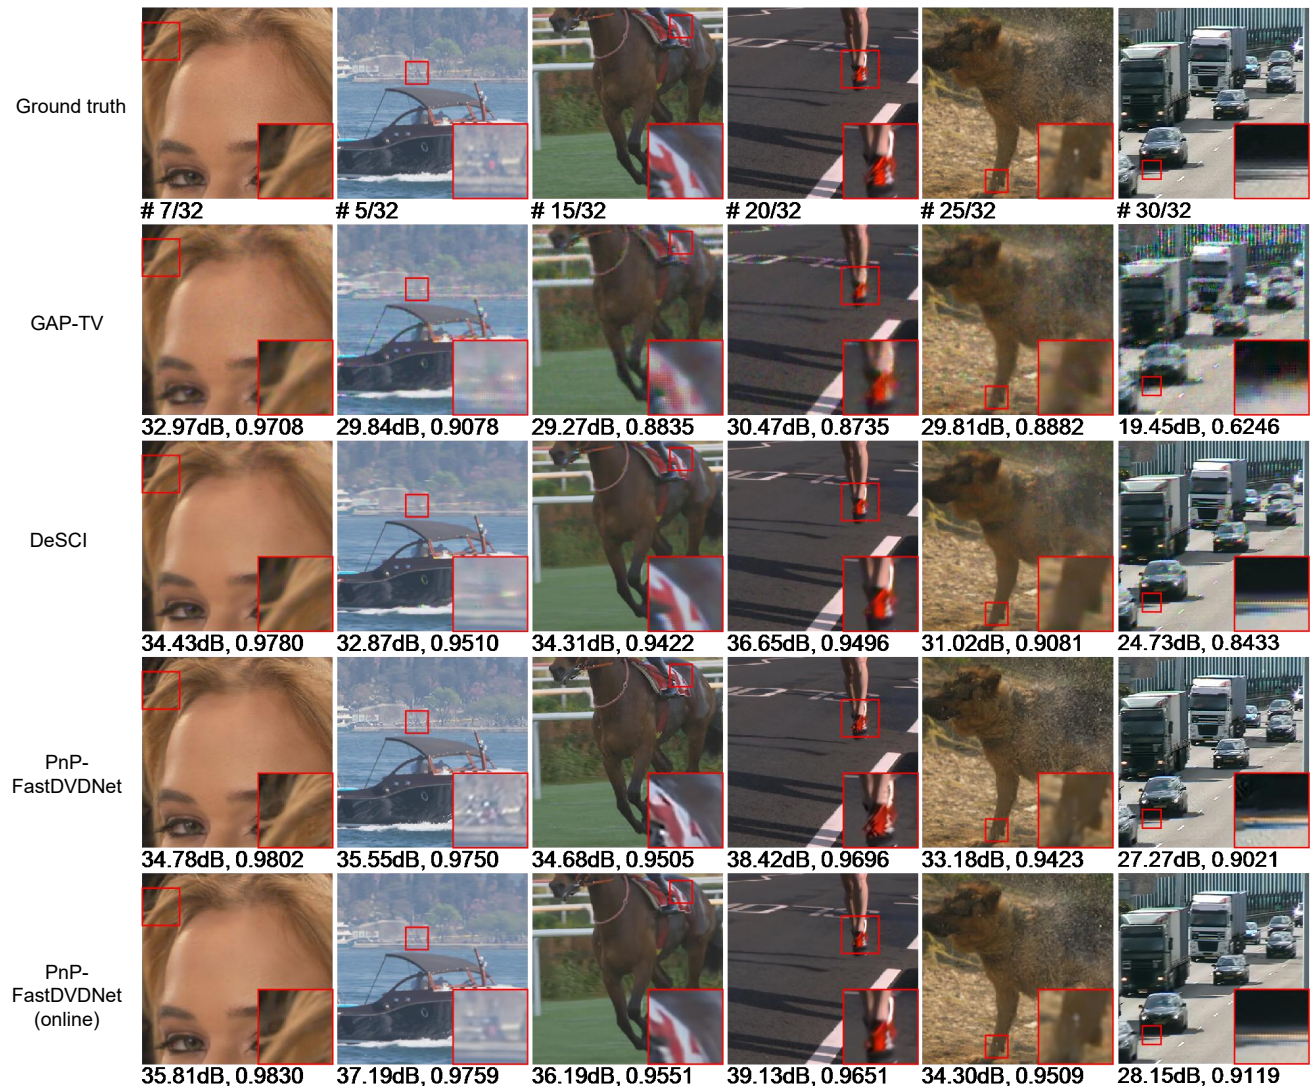 Ground truth
# 7/32 # 5/32 # 15/32 # 20/32 # 25/32 # 30/32
GAP-TV
32.97dB, 0.9708 29.84dB, 0.9078 29.27dB, 0.8835 30.47dB, 0.8735 29.81dB, 0.8882 19.45dB, 0.6246
DeSCI
34.43dB, 0.9780 32.87dB, 0.9510 34.31dB, 0.9422 36.65dB, 0.9496 31.02dB, 0.9081 24.73dB, 0.8433
PnP-
FastDVDNet
34.78dB, 0.9802 35.55dB, 0.9750 34.68dB, 0.9505 38.42dB, 0.9696 33.18dB, 0.9423 27.27dB, 0.9021
PnP-
FastDVDNet
(online)
35.81dB, 0.9830 37.19dB, 0.9759 36.19dB, 0.9551 39.13dB, 0.9651 34.30dB, 0.9509 28.15dB, 0.9119